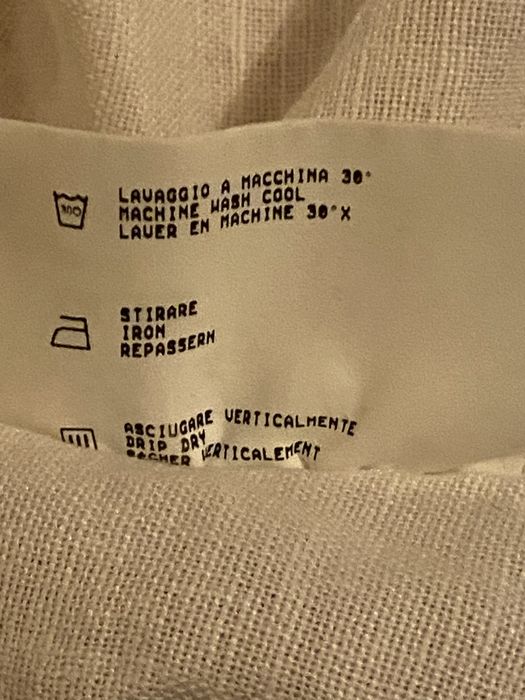 LAVAGGIO A MACCHINA 30°
MACHINE WASH COOL
LAVER EN MACHINE 30°X
STIRARE
IRON
REPASSERN
ASCIUGARE VERTICALMENTE
DRIP DRY
VERTICALEMENT